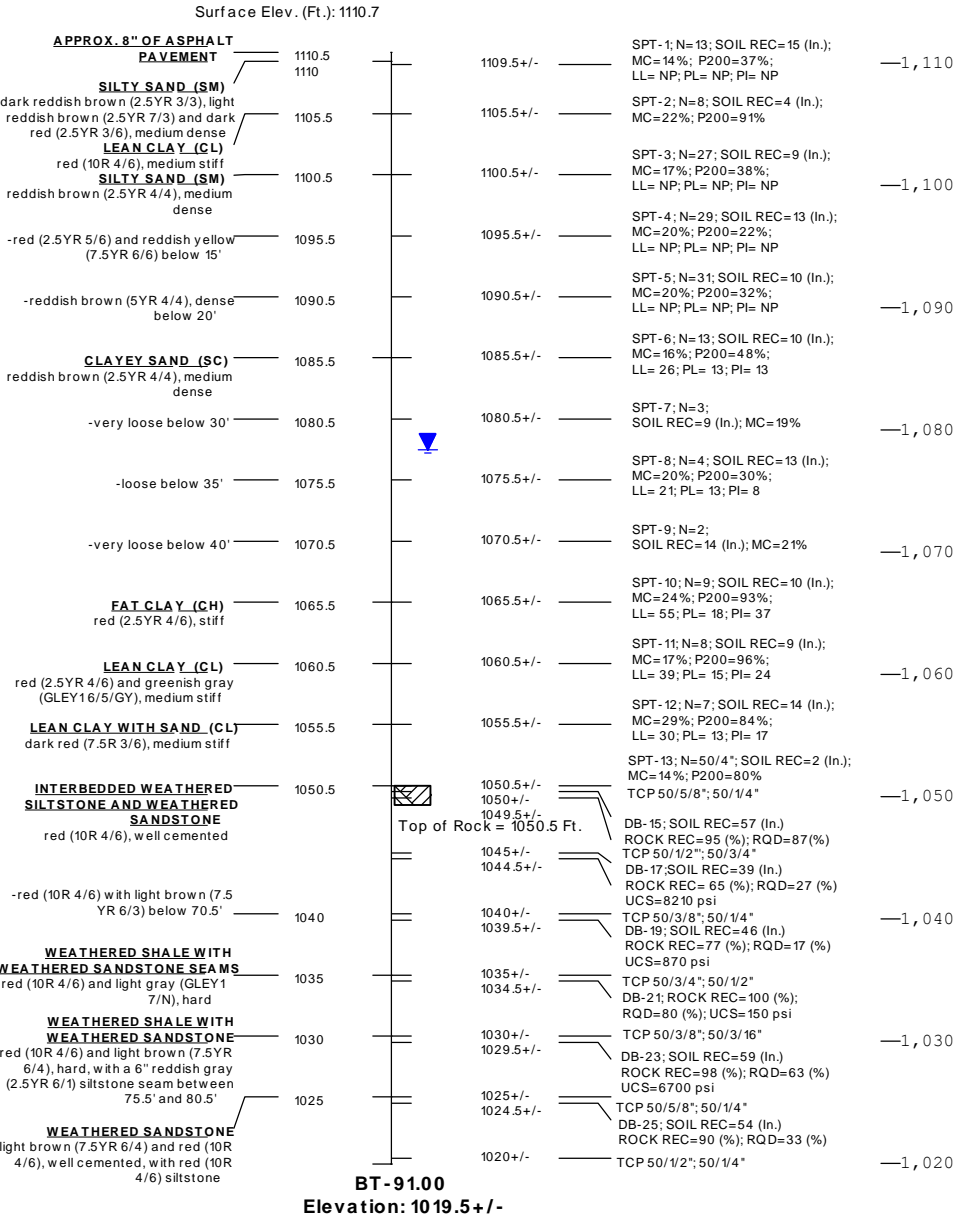 Surface Elev. (Ft.): 1110.7
APPROX. 8" OF ASPHALT
PAVEMENT
1110.5
1110
SILTY SAND (SM)
dark reddish brown (2.5YR 3/3), light
reddish brown (2.5YR 7/3) and dark
red (2.5YR 3/6), medium dense
1105.5
LEAN CLAY (CL)
red (10R 4/6), medium stiff
SILTY SAND (SM)
reddish brown (2.5YR 4/4), medium
dense
1100.5
-red (2.5YR 5/6) and reddish yellow
(7.5YR 6/6) below 15'
1095.5
-reddish brown (5YR 4/4), dense
below 20'
1090.5
CLAYEY SAND (SC)
reddish brown (2.5YR 4/4), medium
dense
1085.5
-very loose below 30'
1080.5
-loose below 35'
1075.5
-very loose below 40'
1070.5
FAT CLAY (CH)
red (2.5YR 4/6), stiff
1065.5
LEAN CLAY (CL)
red (2.5YR 4/6) and greenish gray
(GLEY1 6/5/GY), medium stiff
1060.5
LEAN CLAY WITH SAND (CL)
dark red (7.5R 3/6), medium stiff
1055.5
INTERBEDDED WEATHERED
SILTSTONE AND WEATHERED
SANDSTONE
red (10R 4/6), well cemented
1050.5
-red (10R 4/6) with light brown (7.5
YR 6/3) below 70.5'
1040
WEATHERED SHALE WITH
WEATHERED SANDSTONE SEAMS
red (10R 4/6) and light gray (GLEY1
7/N), hard
1035
WEATHERED SHALE WITH
WEATHERED SANDSTONE
red (10R 4/6) and light brown (7.5YR
6/4), hard, with a 6" reddish gray
(2.5YR 6/1) siltstone seam between
75.5' and 80.5'
1030
1025
WEATHERED SANDSTONE
light brown (7.5YR 6/4) and red (10R
4/6), well cemented, with red (10R
4/6) siltstone
1109.5+/-
SPT-1; N=13; SOIL REC=15 (In.);
MC=14%; P200=37%;
LL= NP; PL= NP; PI= NP
1105.5+/-
SPT-2; N=8; SOIL REC=4 (In.);
MC=22%; P200=91%
1100.5+/-
SPT-3; N=27; SOIL REC=9 (In.);
MC=17%; P200=38%;
LL= NP; PL= NP; PI= NP
1095.5+/-
SPT-4; N=29; SOIL REC=13 (In.);
MC=20%; P200=22%;
LL= NP; PL= NP; PI= NP
1090.5+/-
SPT-5; N=31; SOIL REC=10 (In.);
MC=20%; P200=32%;
LL= NP; PL= NP; PI= NP
1085.5+/-
SPT-6; N=13; SOIL REC=10 (In.);
MC=16%; P200=48%;
LL= 26; PL= 13; PI= 13
1080.5+/-
SPT-7; N=3;
SOIL REC=9 (In.); MC=19%
1075.5+/-
SPT-8; N=4; SOIL REC=13 (In.);
MC=20%; P200=30%;
LL= 21; PL= 13; PI= 8
1070.5+/-
SPT-9; N=2;
SOIL REC=14 (In.); MC=21%
1065.5+/-
SPT-10; N=9; SOIL REC=10 (In.);
MC=24%; P200=93%;
LL= 55; PL= 18; PI= 37
1060.5+/-
SPT-11; N=8; SOIL REC=9 (In.);
MC=17%; P200=96%;
LL= 39; PL= 15; PI= 24
1055.5+/-
SPT-12; N=7; SOIL REC=14 (In.);
MC=29%; P200=84%;
LL= 30; PL= 13; PI= 17
1050.5+/-
SPT-13; N=50/4"; SOIL REC=2 (In.);
MC=14%; P200=80%
1050+/-
TCP 50/5/8"; 50/1/4"
1049.5+/-
Top of Rock = 1050.5 Ft.
DB-15; SOIL REC=57 (In.)
ROCK REC=95 (%); RQD=87(%)
1045+/-
TCP 50/1/2"; 50/3/4"
1044.5+/-
DB-17;SOIL REC=39 (In.)
ROCK REC= 65 (%); RQD=27 (%)
UCS=8210 psi
1040+/-
TCP 50/3/8"; 50/1/4"
1039.5+/-
DB-19; SOIL REC=46 (In.)
ROCK REC=77 (%); RQD=17 (%)
UCS=870 psi
1035+/-
TCP 50/3/4"; 50/1/2"
1034.5+/-
DB-21; ROCK REC=100 (%);
RQD=80 (%); UCS=150 psi
1030+/-
TCP 50/3/8"; 50/3/16"
1029.5+/-
DB-23; SOIL REC=59 (In.)
ROCK REC=98 (%); RQD=63 (%)
UCS=6700 psi
1025+/-
TCP 50/5/8"; 50/1/4"
1024.5+/-
DB-25; SOIL REC=54 (In.)
ROCK REC=90 (%); RQD=33 (%)
1020+/-
TCP 50/1/2"; 50/1/4"
1,110
1,100
1,090
1,080
1,070
1,060
1,050
1,040
1,030
1,020
BT-91.00
Elevation: 1019.5+/-